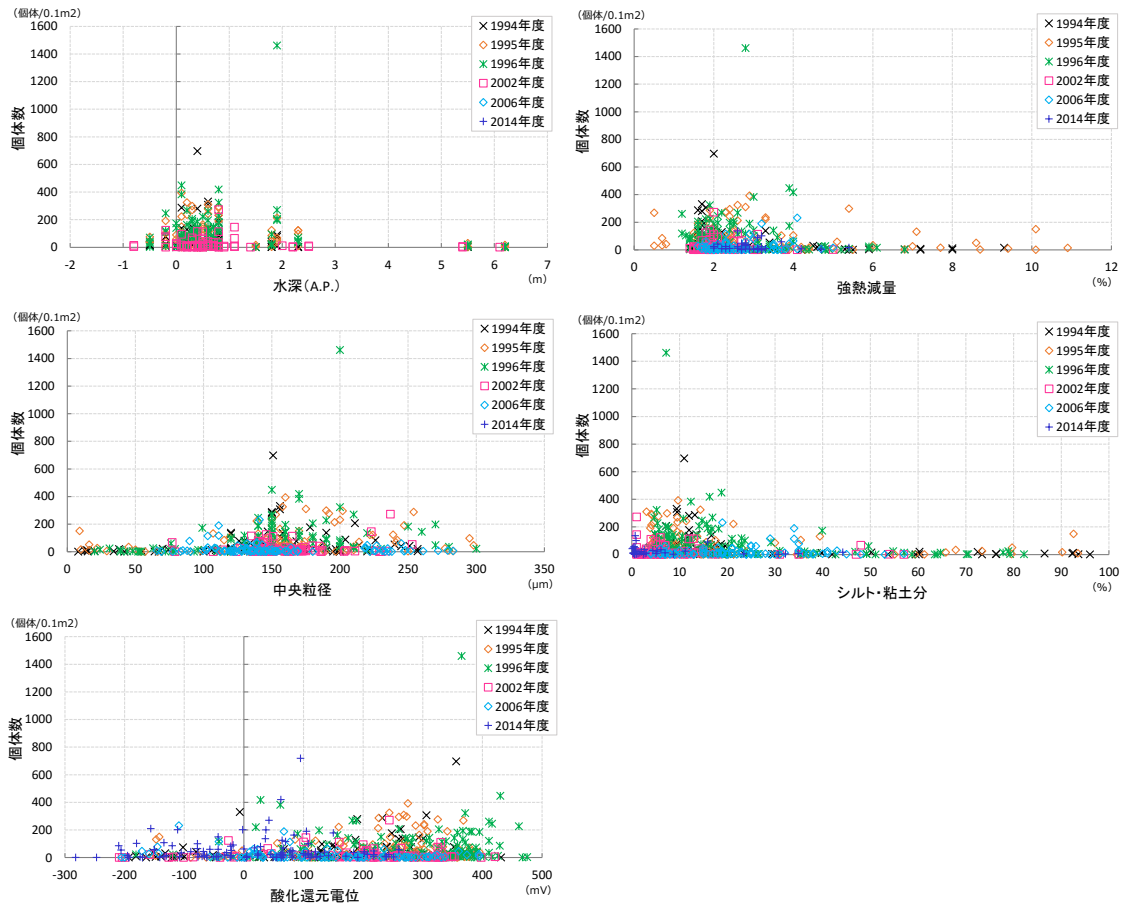 （個体/0.1m2）
1600
1400
1200
1000
800
600
400
200
0
個体数
1994年度
1995年度
1996年度
2002年度
2006年度
2014年度
-2 -1 0 1 2 3 4 5 6 7
水深（A.P.）
（m）
（個体/0.1m2）
1600
1400
1200
1000
800
600
400
200
0
個体数
1994年度
1995年度
1996年度
2002年度
2006年度
2014年度
0 2 4 6 8 10 12
強熱減量
（%）
（個体/0.1m2）
1600
1400
1200
1000
800
600
400
200
0
個体数
1994年度
1995年度
1996年度
2002年度
2006年度
2014年度
0 50 100 150 200 250 300 350
中央粒径
（μm）
（個体/0.1m2）
1600
1400
1200
1000
800
600
400
200
0
個体数
1994年度
1995年度
1996年度
2002年度
2006年度
2014年度
0 10 20 30 40 50 60 70 80 90 100
シルト・粘土分
（%）
（個体/0.1m2）
1600
1400
1200
1000
800
600
400
200
0
個体数
1994年度
1995年度
1996年度
2002年度
2006年度
2014年度
-300 -200 -100 0 100 200 300 400 500
酸化還元電位
（mV）